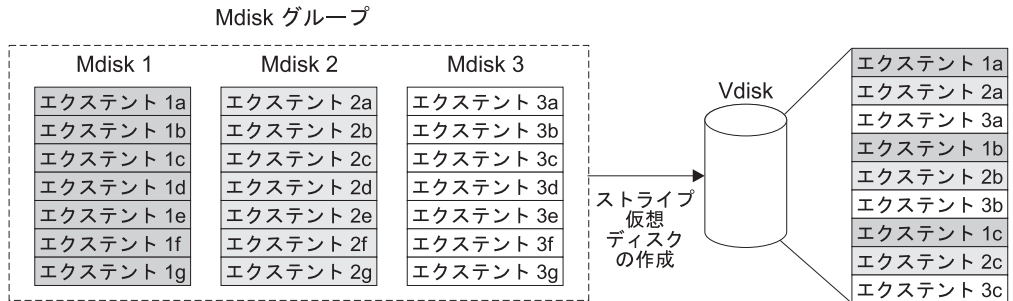 Mdisk グループ
Mdisk 1
エクステント 1a
エクステント 1b
エクステント 1c
エクステント 1d
エクステント 1e
エクステント 1f
エクステント 1g
Mdisk 2
エクステント 2a
エクステント 2b
エクステント 2c
エクステント 2d
エクステント 2e
エクステント 2f
エクステント 2g
Mdisk 3
エクステント 3a
エクステント 3b
エクステント 3c
エクステント 3d
エクステント 3e
エクステント 3f
エクステント 3g
ストライプ
仮想
ディスク
の作成
Vdisk
エクステント 1a
エクステント 2a
エクステント 3a
エクステント 1b
エクステント 2b
エクステント 3b
エクステント 1c
エクステント 2c
エクステント 3c